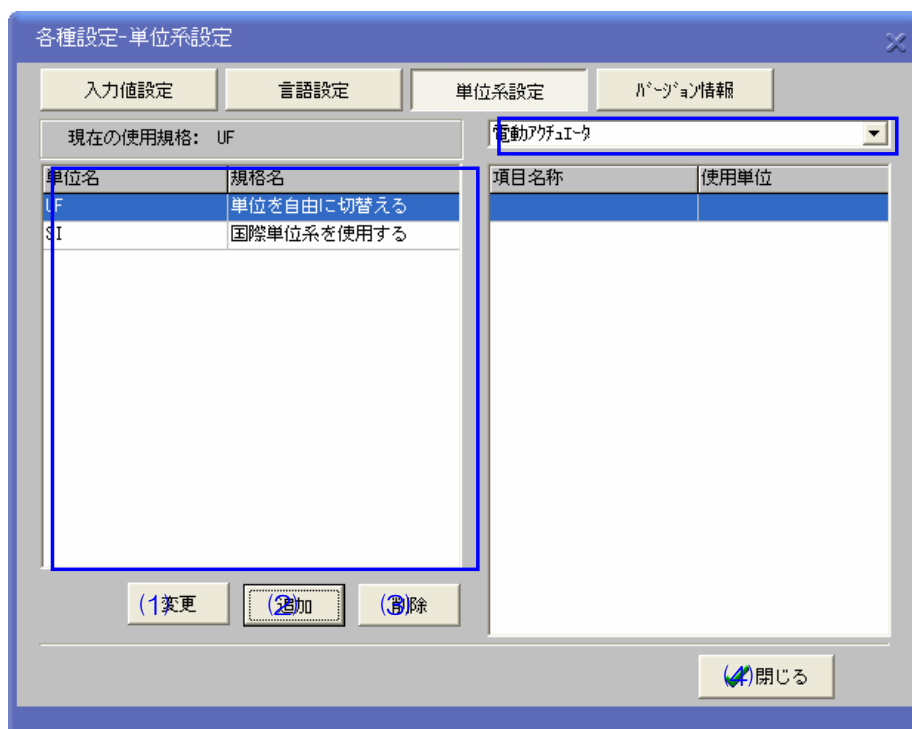 各種設定-単位系設定
入力値設定 言語設定 単位系設定 ﾊﾞｰｼﾞｮﾝ情報
現在の使用規格: UF 電動ｱｸﾁｭｴｰﾀ
単位名 規格名 項目名称 使用単位
UF 単位を自由に切替える
SI 国際単位系を使用する
(1)変更 (2)追加 (3)削除
(4)閉じる